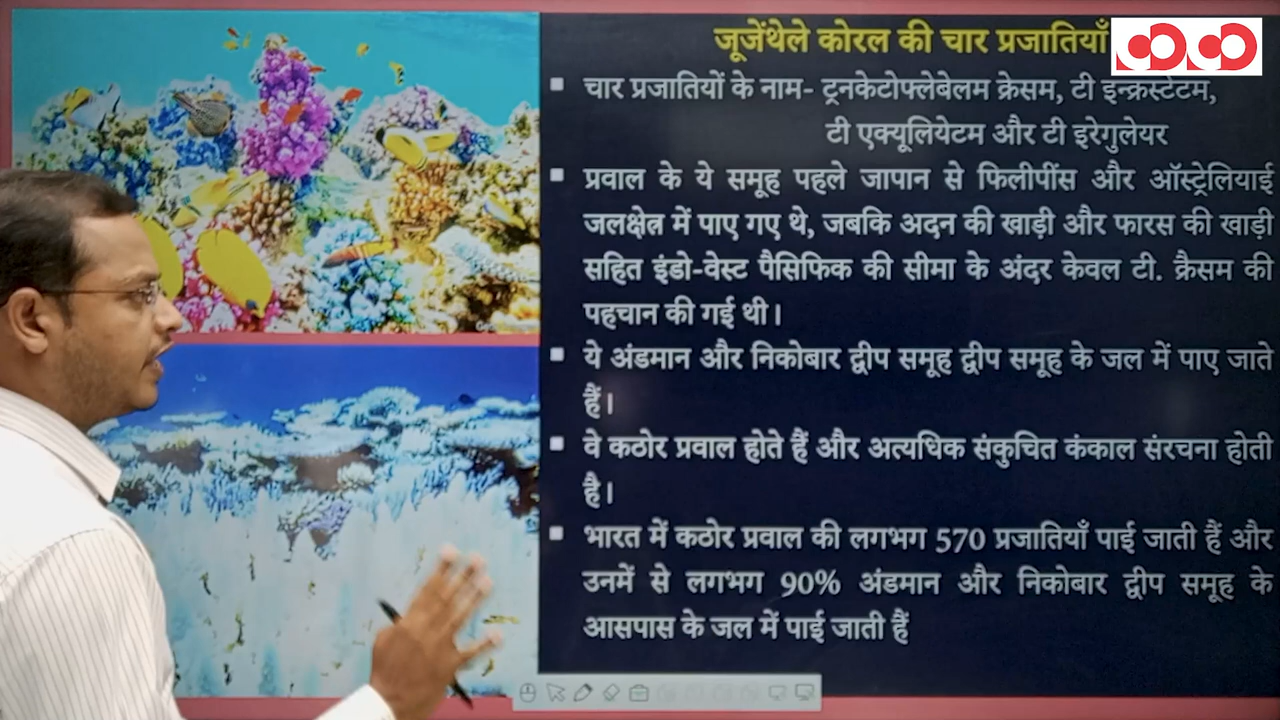 जूजेंथेले कोरल की चार प्रजातियाँ
चार प्रजातियों के नाम- ट्रनकेटोफ्लेबेलम क्रेसम, टी इन्क्रस्टेटम,
टी एक्यूलियेटम और टी इरेगुलेयर
प्रवाल के ये समूह पहले जापान से फिलीपींस और ऑस्ट्रेलियाई
जलक्षेत्र में पाए गए थे, जबकि अदन की खाड़ी और फारस की खाड़ी
सहित इंडो-वेस्ट पैसिफिक की सीमा के अंदर केवल टी. क्रैसम की
पहचान की गई थी।
ये अंडमान और निकोबार द्वीप समूह द्वीप समूह के जल में पाए जाते
हैं।
वे कठोर प्रवाल होते हैं और अत्यधिक संकुचित कंकाल संरचना होती
है।
भारत में कठोर प्रवाल की लगभग 570 प्रजातियाँ पाई जाती हैं और
उनमें से लगभग 90% अंडमान और निकोबार द्वीप समूह के
आसपास के जल में पाई जाती हैं